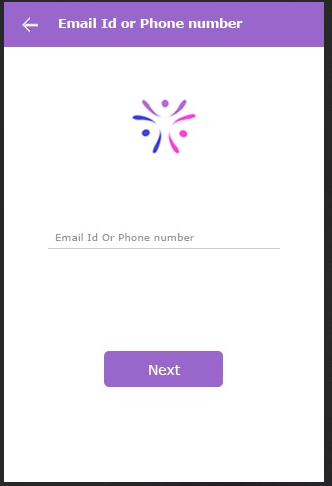 Email Id or Phone number
Email Id Or Phone number
Next